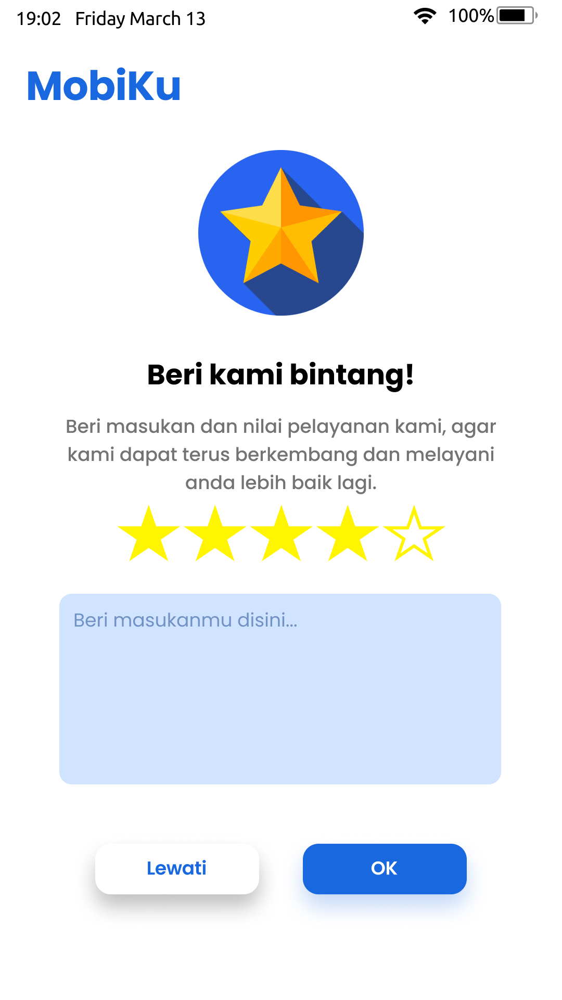 19:02 Friday March 13 100%
MobiKu
Beri kami bintang!
Beri masukan dan nilai pelayanan kami, agar
kami dapat terus berkembang dan melayani
anda lebih baik lagi.
Beri masukanmu disini...
Lewati OK